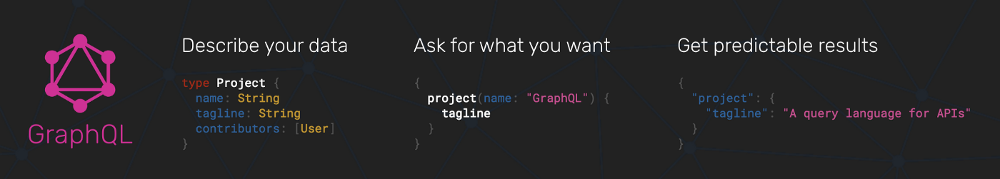 GraphQL
Describe your data
type Project {
  name: String
  tagline: String
  contributors: [User]
}
Ask for what you want
{
  project(name: "GraphQL") {
    tagline
  }
}
Get predictable results
{
  "project": {
    "tagline": "A query language for APIs"
  }
}